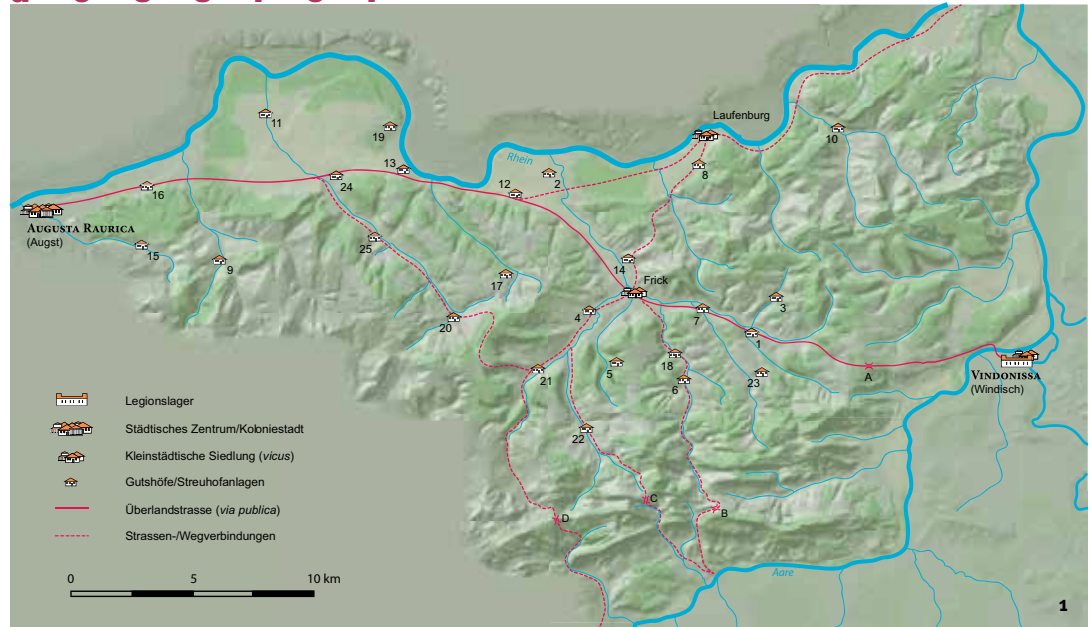 Laufenburg
10
11
19
Rhein
13
2
8
12
24
16
AUGUSTA RAURICA
(Augst)
25
15
9
14
Frick
17
3
4
7
20
1
VINDONISSA
(Windisch)
21
5
18
6
23
A
22
C
B
D
Legionslager
Städtisches Zentrum/Koloniestadt
Kleinstädtische Siedlung (vicus)
Gutshöfe/Streuhofanlagen
Überlandstrasse (via publica)
Strassen-/Wegverbindungen
Aare
0 5 10 km
1